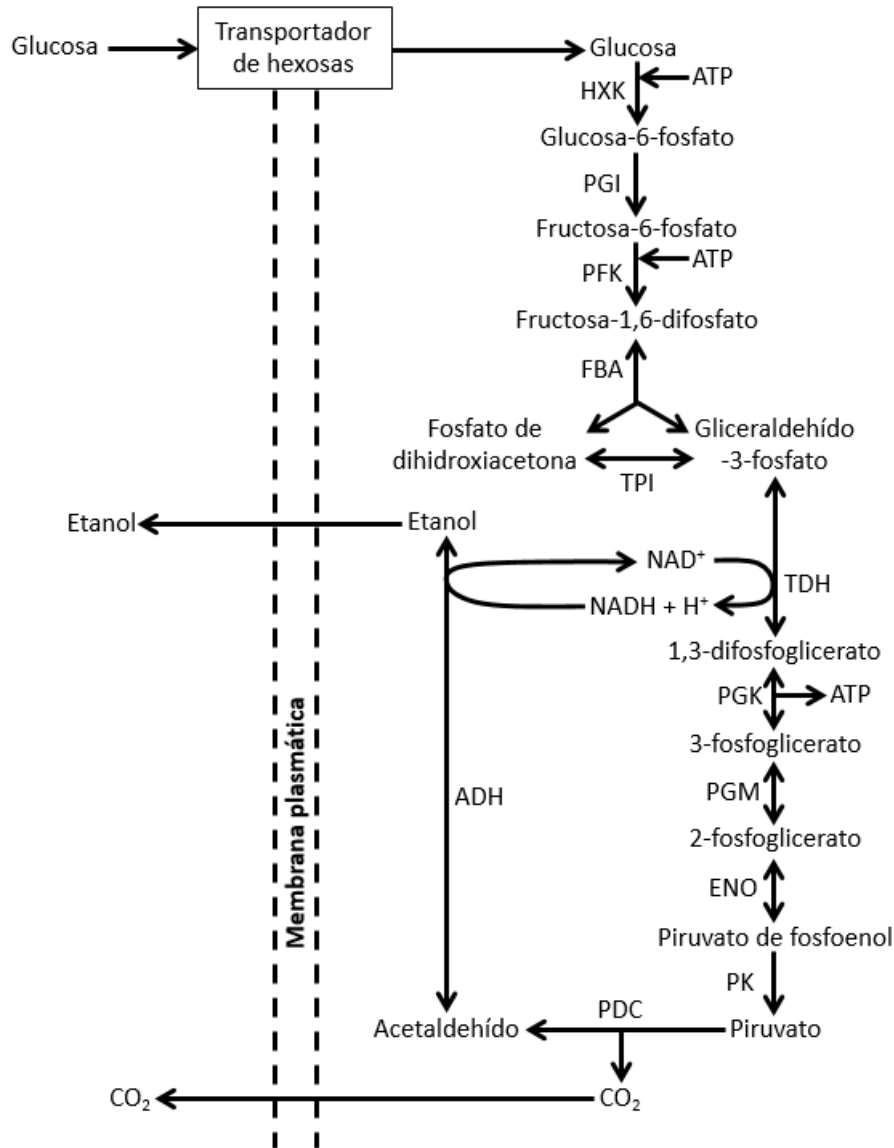 Glucosa
Transportador
de hexosas
Glucosa
ATP
HXK
Glucosa-6-fosfato
PGI
Fructosa-6-fosfato
ATP
PFK
Fructosa-1,6-difosfato
FBA
Fosfato de
dihidroxiacetona
Gliceraldehído
-3-fosfato
TPI
Etanol
Etanol
NAD⁺
TDH
NADH + H⁺
1,3-difosfoglicerato
PGK
ATP
3-fosfoglicerato
PGM
2-fosfoglicerato
ENO
Piruvato de fosfoenol
PK
Membrana plasmática
ADH
Acetaldehído
PDC
Piruvato
CO₂
CO₂